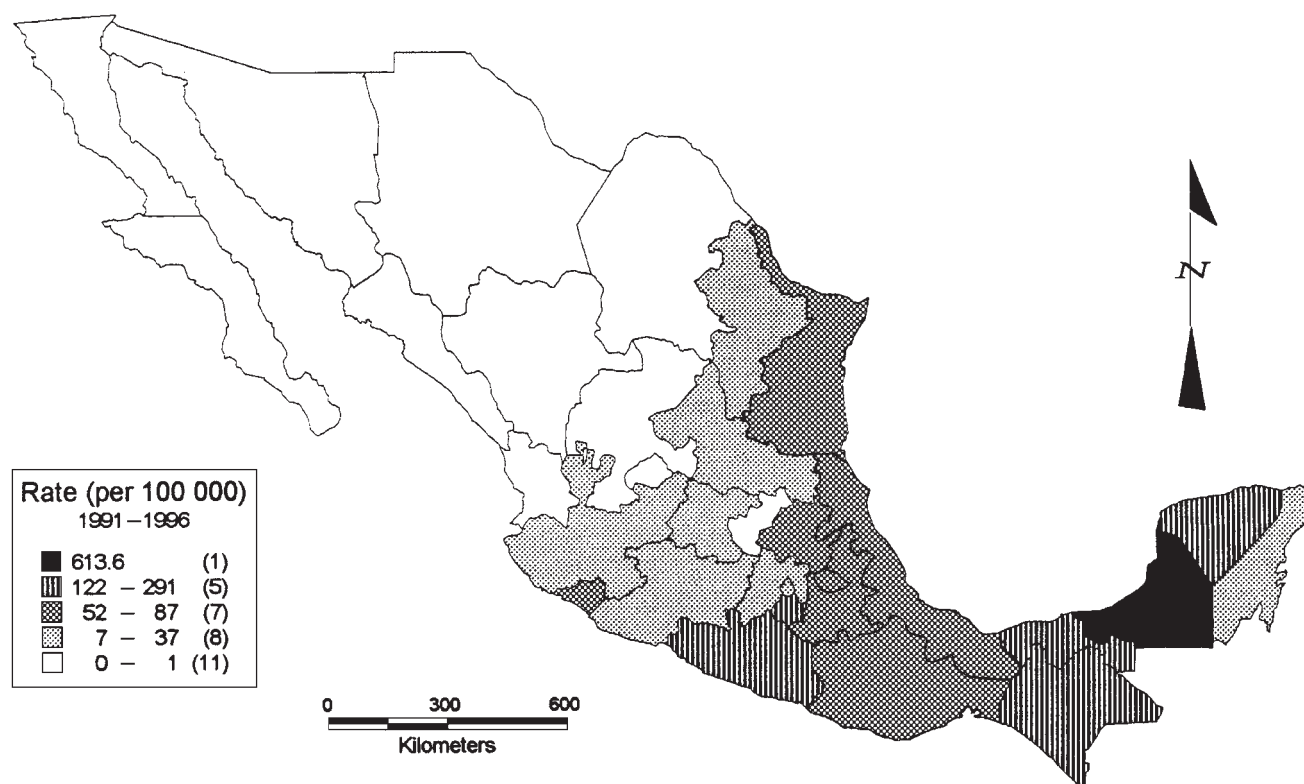 N
Rate (per 100 000)
1991–1996
613.6 (1)
122 – 291 (5)
52 – 87 (7)
7 – 37 (8)
0 – 1 (11)
0 300 600
Kilometers